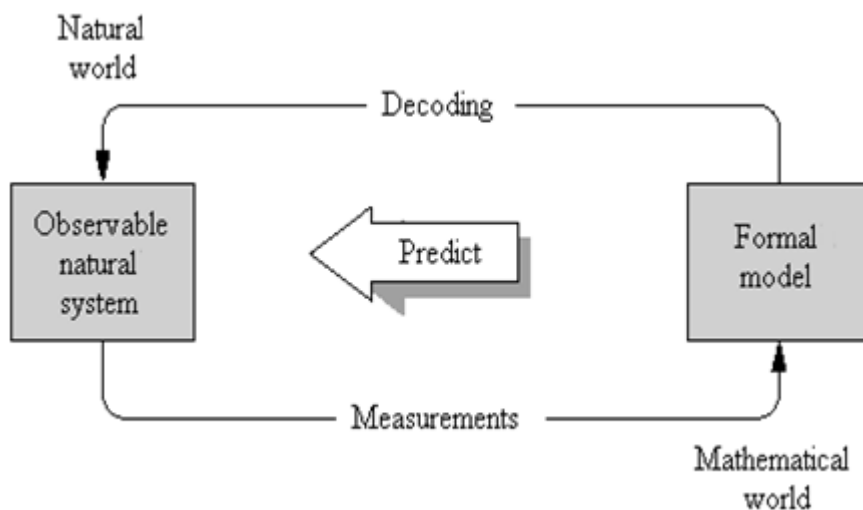 Natural
world
Decoding
Observable
natural
system
Predict
Formal
model
Measurements
Mathematical
world